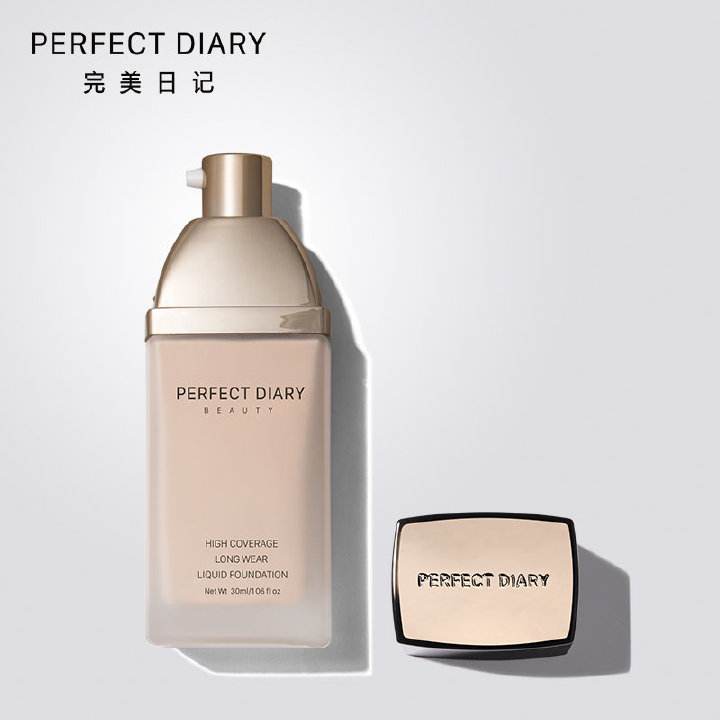 PERFECT DIARY
完美日记
PERFECT DIARY
BEAUTY
HIGH COVERAGE
LONG WEAR
LIQUID FOUNDATION
Net Wt 30ml/1.06 fl oz
PERFECT DIARY